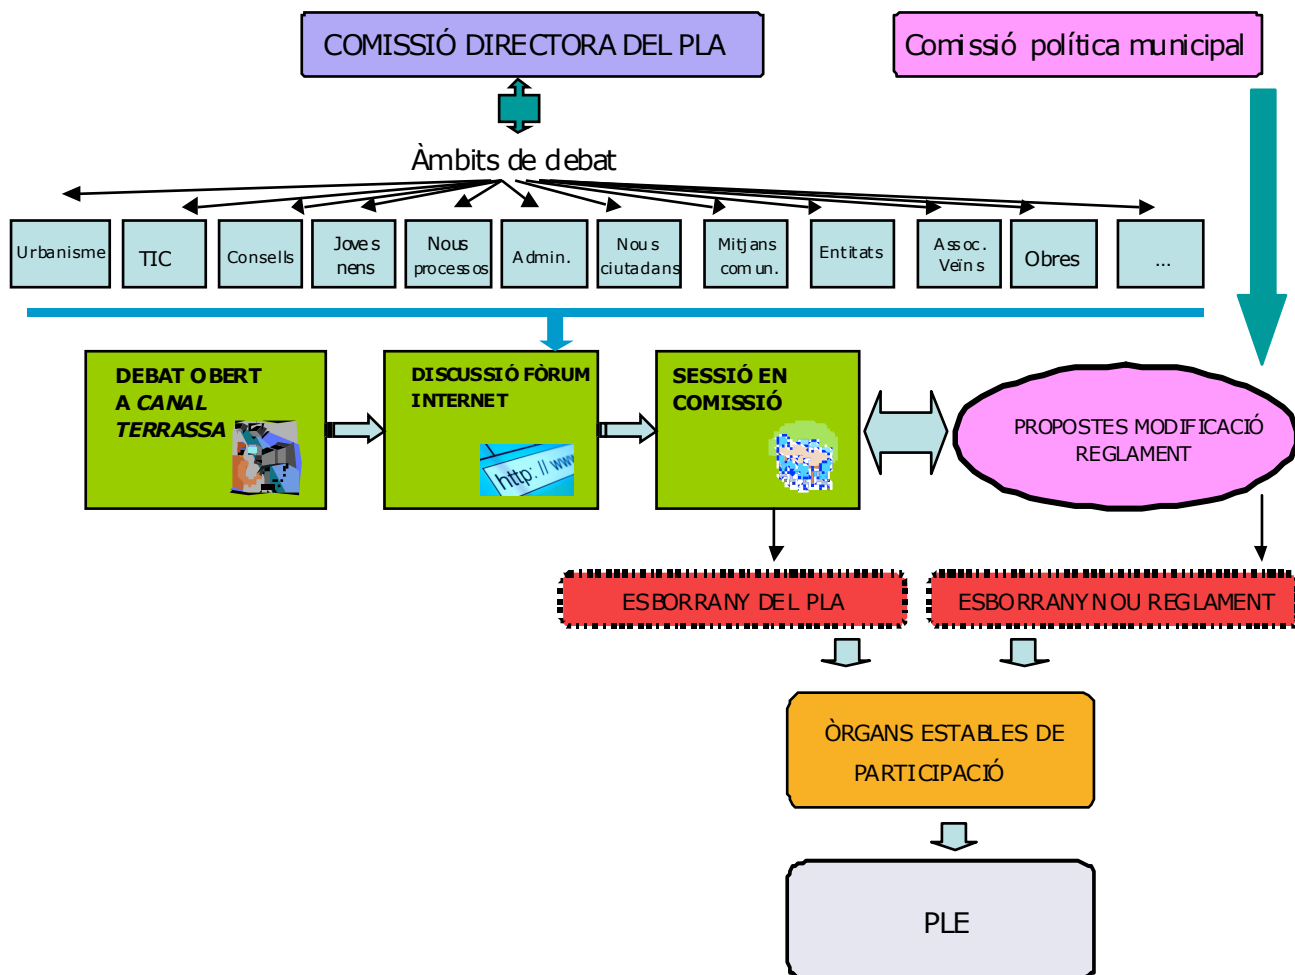 COMISSIÓ DIRECTORA DEL PLA
Comissió política municipal
Àmbits de debat
Urbanisme
TIC
Consells
Joves
nens
Nous
processos
Admin.
Nous
ciutadans
Mitjans
comun.
Entitats
Assoc.
Veïns
Obres
...
DEBAT OBERT
A CANAL
TERRASSA
DISCUSSIÓ FÒRUM
INTERNET
http: // www
SESSIÓ EN
COMISSIÓ
PROPOSTES MODIFICACIÓ
REGLAMENT
ESBORRANY DEL PLA
ESBORRANY NOU REGLAMENT
ÒRGANS ESTABLES DE
PARTICIPACIÓ
PLE